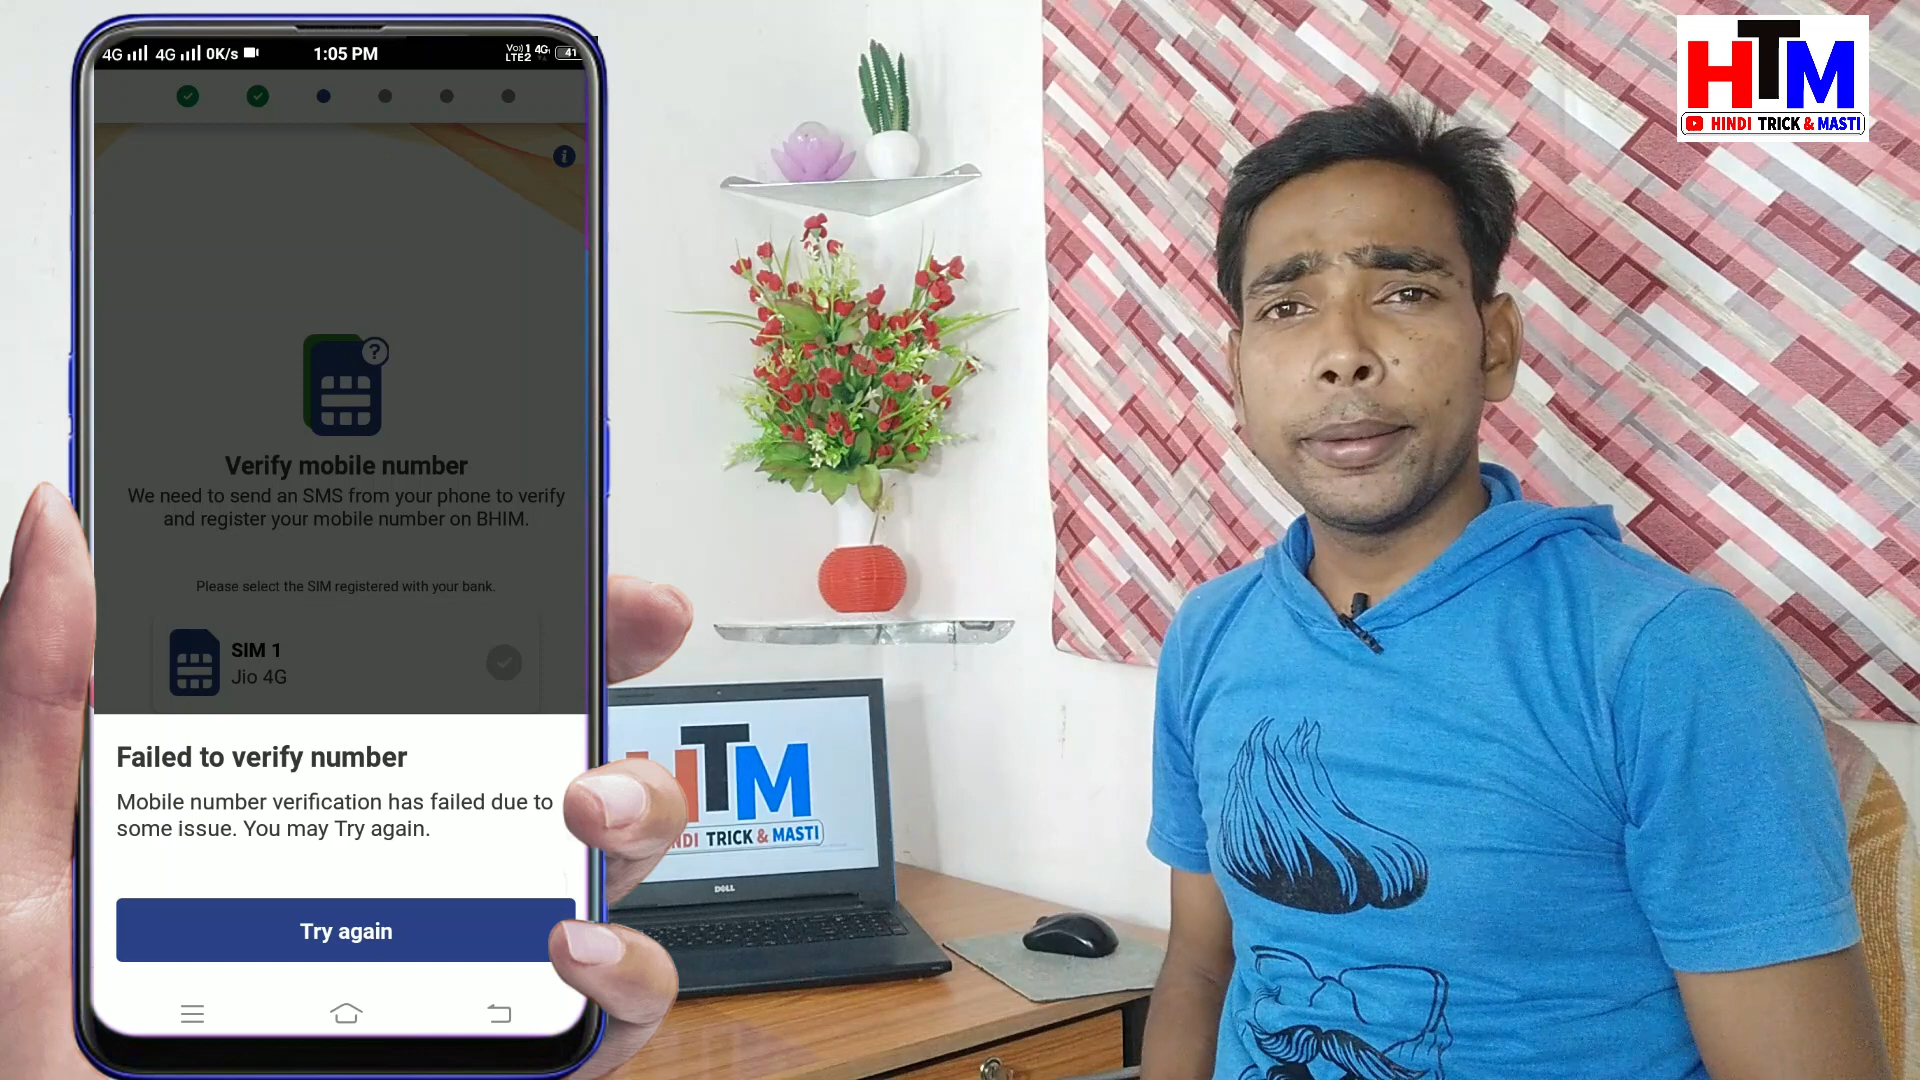 4G 4G 0K/s 1:05 PM Vo) 1 4G LTE2 41
Verify mobile number
We need to send an SMS from your phone to verify
and register your mobile number on BHIM.
Please select the SIM registered with your bank.
SIM 1
Jio 4G
Failed to verify number
Mobile number verification has failed due to
some issue. You may Try again.
Try again
HTM
HINDI TRICK & MASTI
HTM
NDI TRICK & MASTI
DELL